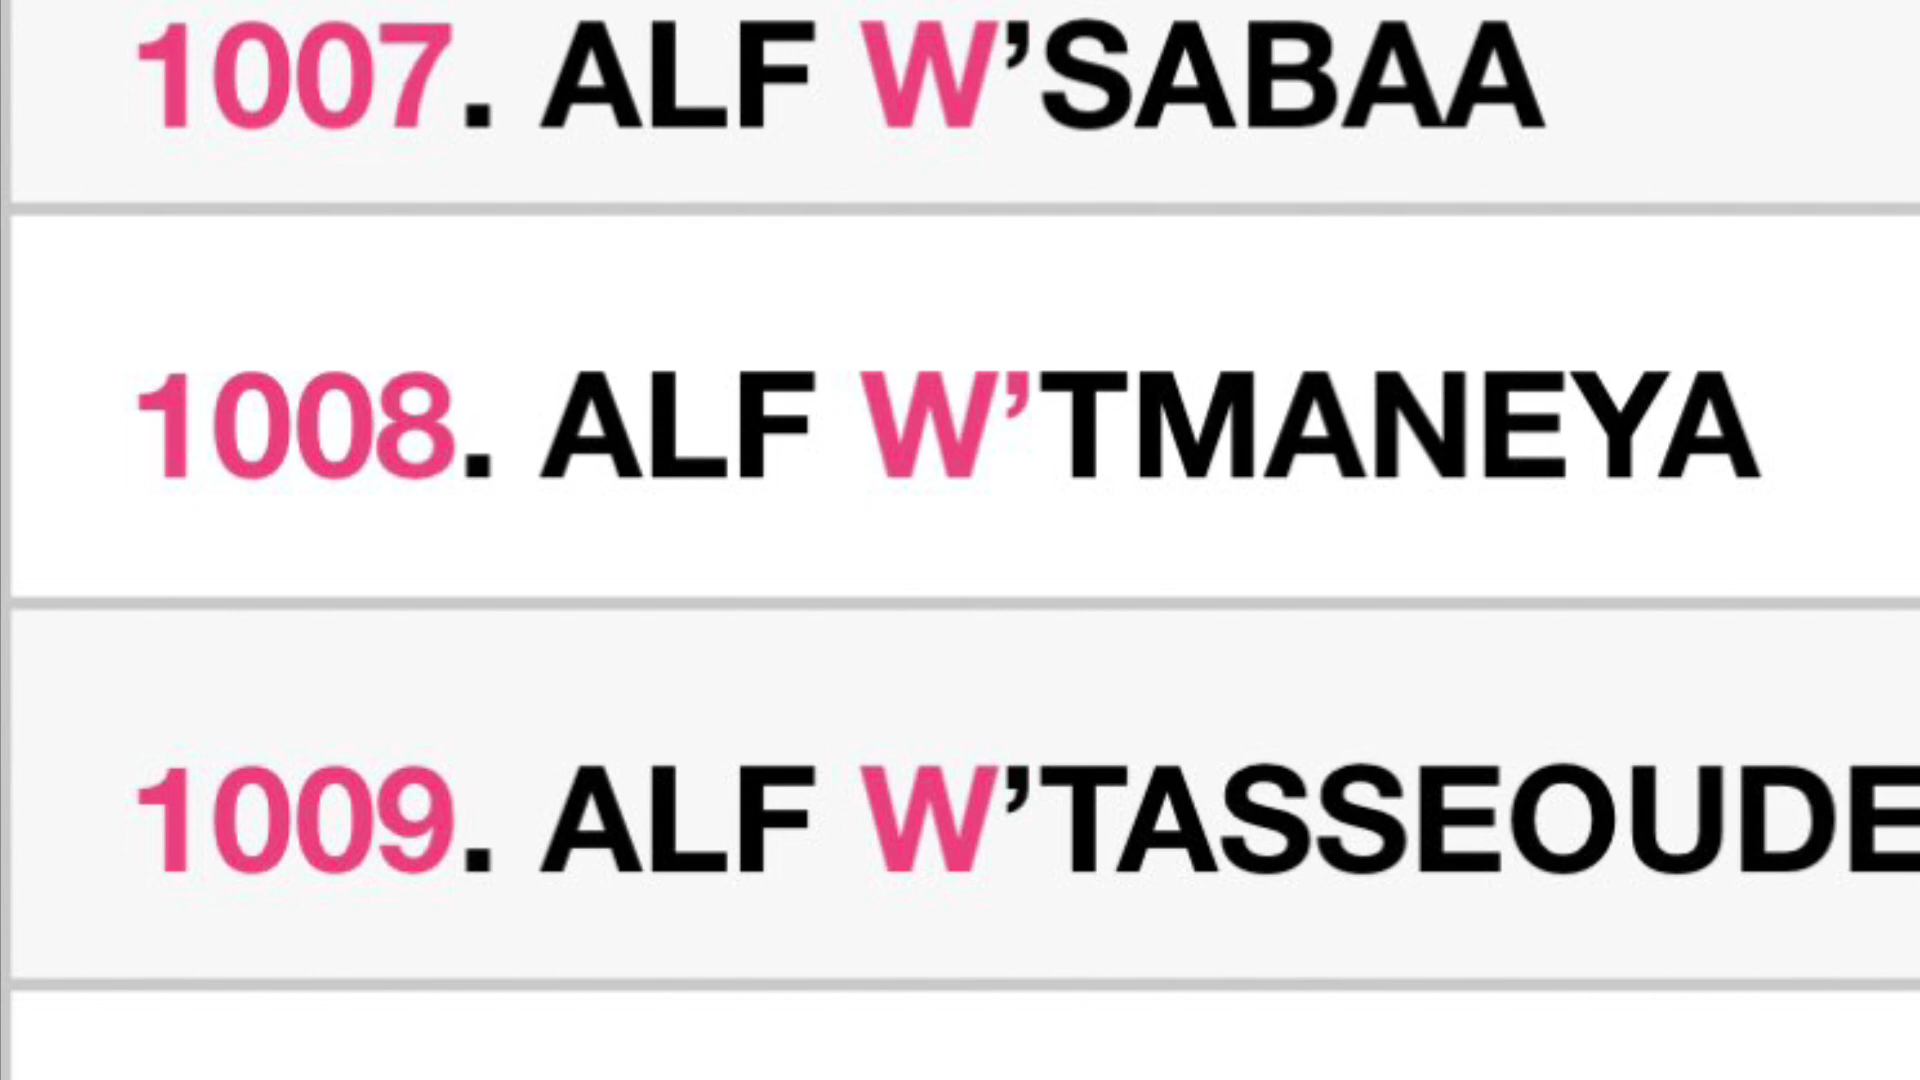 1007. ALF W’SABAA
1008. ALF W’TMANEYA
1009. ALF W’TASSEOUDE